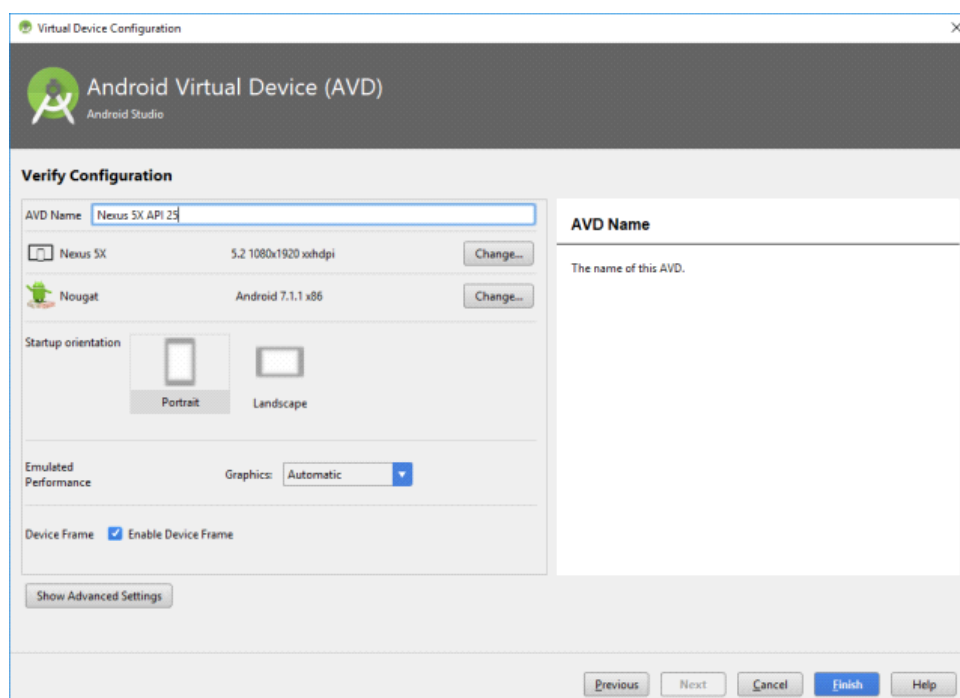 Virtual Device Configuration
Android Virtual Device (AVD)
Android Studio
Verify Configuration
AVD Name Nexus 5X API 25
Nexus 5X 5.2 1080x1920 xxhdpi Change...
Nougat Android 7.1.1 x86 Change...
Startup orientation
Portrait Landscape
Emulated
Performance
Graphics: Automatic
Device Frame Enable Device Frame
Show Advanced Settings
AVD Name
The name of this AVD.
Previous Next Cancel Finish Help